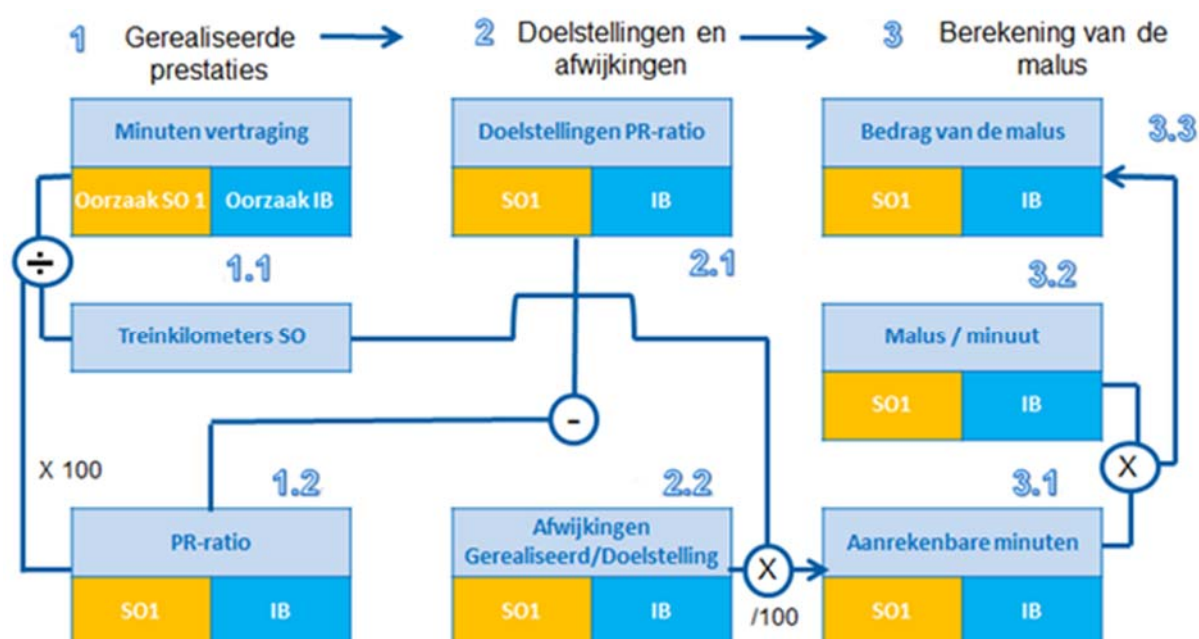 1 Gerealiseerde prestaties
2 Doelstellingen en afwijkingen
3 Berekening van de malus
Minuten vertraging
Oorzaak SO 1
Oorzaak IB
÷
1.1
Treinkilometers SO
X 100
1.2
PR-ratio
SO1
IB
Doelstellingen PR-ratio
SO1
IB
2.1
-
2.2
Afwijkingen
Gerealiseerd/Doelstelling
SO1
IB
X
/100
Bedrag van de malus
SO1
IB
3.3
3.2
Malus / minuut
SO1
IB
X
3.1
Aanrekenbare minuten
SO1
IB